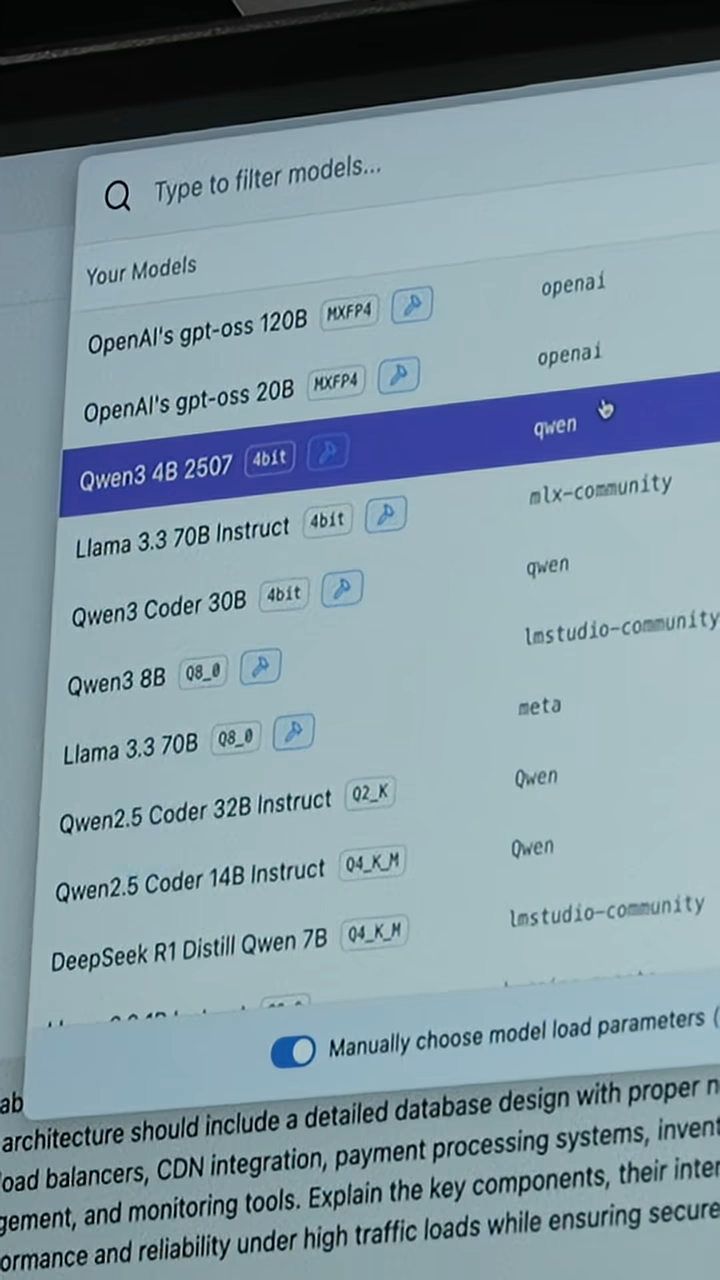 Type to filter models...
Your Models
OpenAI's gpt-oss 120B MXFP4 openai
OpenAI's gpt-oss 20B MXFP4 openai
Qwen3 4B 2507 4bit qwen
Llama 3.3 70B Instruct 4bit mlx-community
Qwen3 Coder 30B 4bit qwen
Qwen3 8B Q8_0 lmstudio-community
Llama 3.3 70B Q8_0 meta
Qwen2.5 Coder 32B Instruct Q2_K Qwen
Qwen2.5 Coder 14B Instruct Q4_K_M Qwen
DeepSeek R1 Distill Qwen 7B Q4_K_M lmstudio-community
Manually choose model load parameters (
ab
architecture should include a detailed database design with proper n
oad balancers, CDN integration, payment processing systems, invent
gement, and monitoring tools. Explain the key components, their inter
ormance and reliability under high traffic loads while ensuring secure